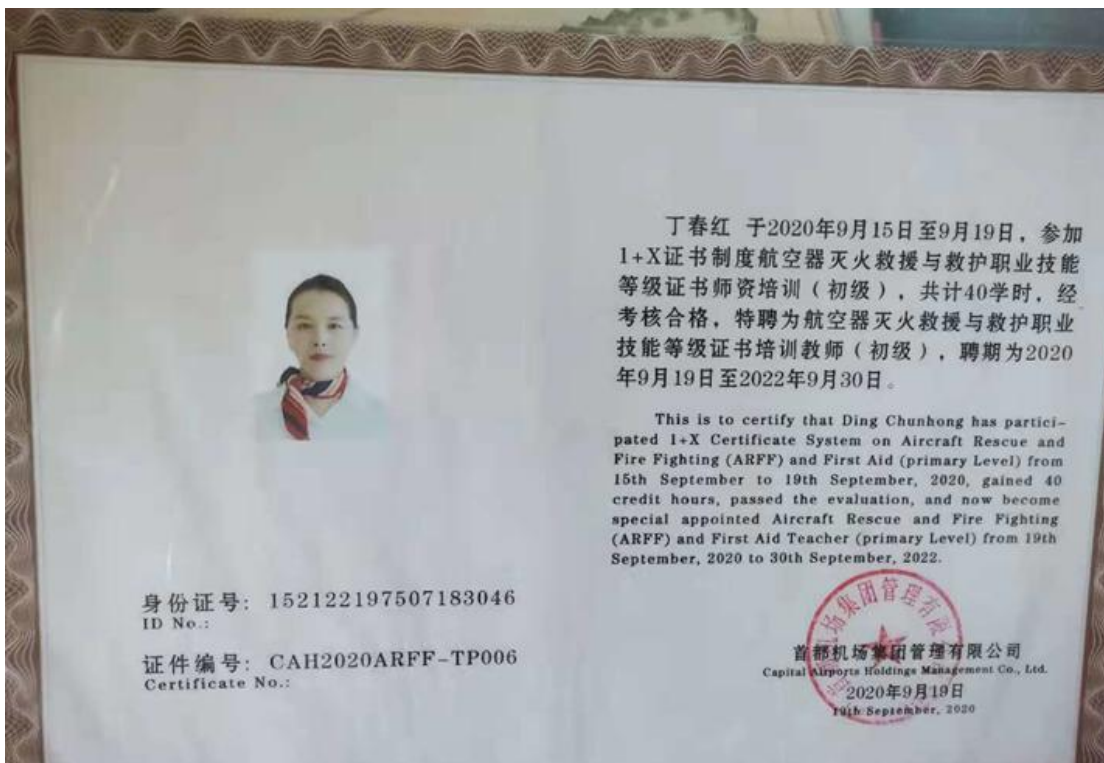 丁春红 于2020年9月15日至9月19日，参加
1+X证书制度航空器灭火救援与救护职业技能
等级证书师资培训（初级），共计40学时，经
考核合格，特聘为航空器灭火救援与救护职业
技能等级证书培训教师（初级），聘期为2020
年9月19日至2022年9月30日。
This is to certify that Ding Chunhong has partici-
pated 1+X Certificate System on Aircraft Rescue and
Fire Fighting (ARFF) and First Aid (primary Level) from
15th September to 19th September, 2020, gained 40
credit hours, passed the evaluation, and now become
special appointed Aircraft Rescue and Fire Fighting
(ARFF) and First Aid Teacher (primary Level) from 19th
September, 2020 to 30th September, 2022.
身份证号: 152122197507183046
ID No.:
证件编号: CAH2020ARFF-TP006
Certificate No.:
首都机场集团管理有限公司
Capital Airports Holdings Management Co., Ltd.
2020年9月19日
19th September, 2020